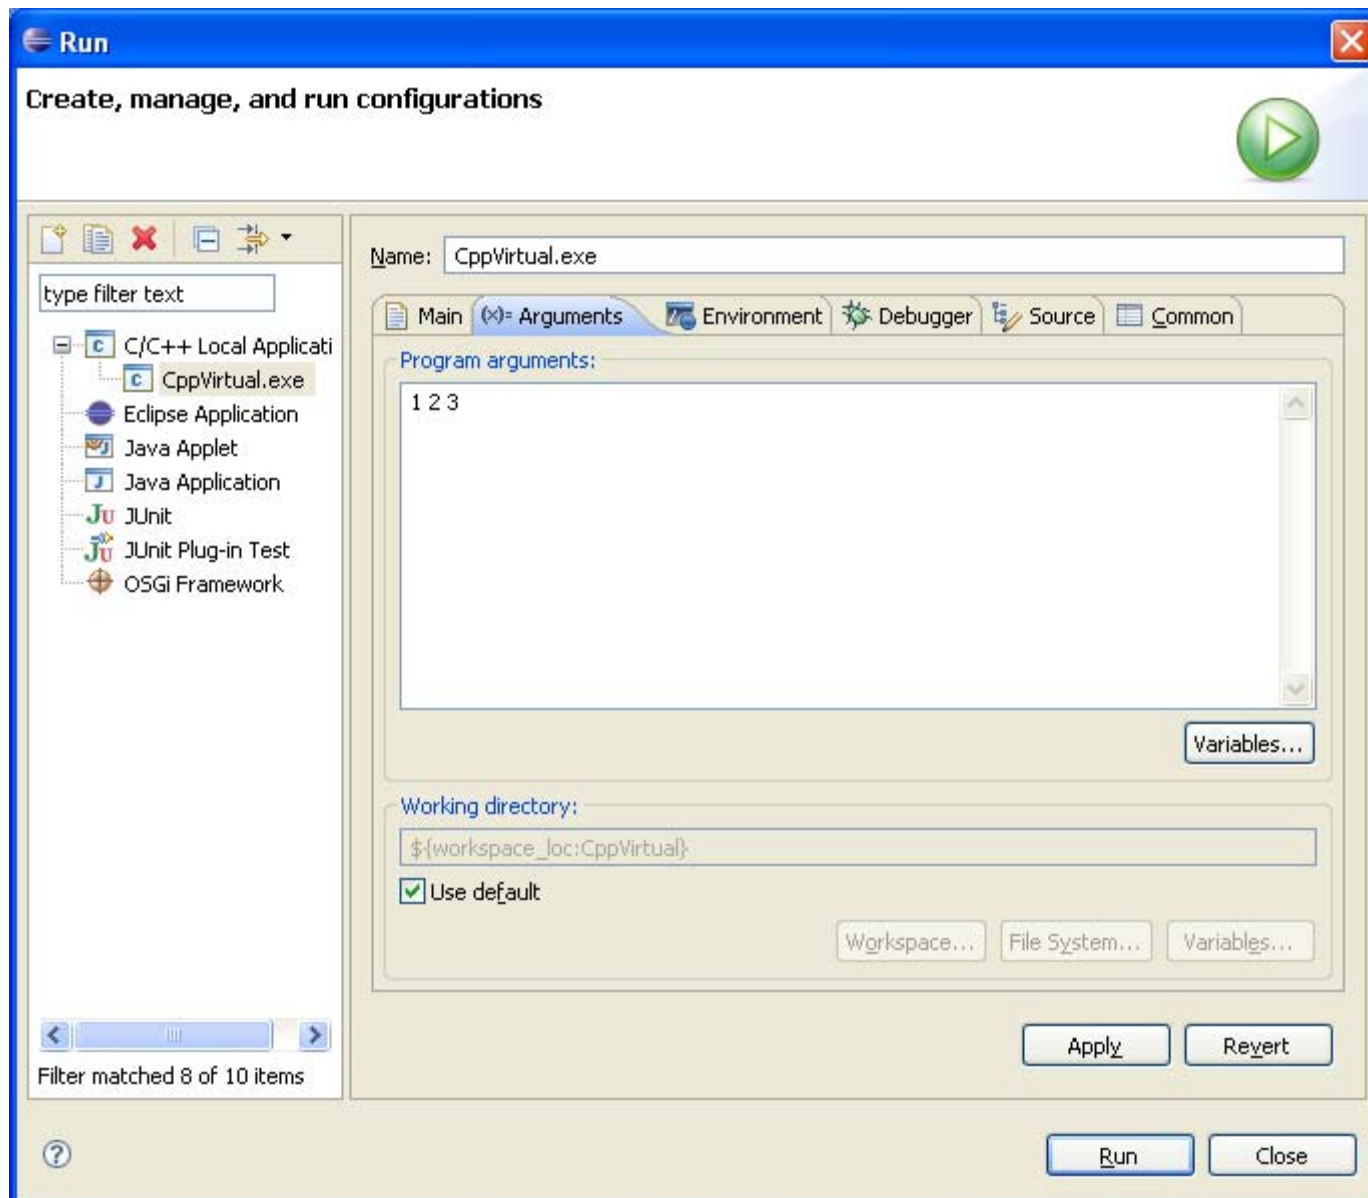 Run
Create, manage, and run configurations
type filter text
C/C++ Local Applicati
CppVirtual.exe
Eclipse Application
Java Applet
Java Application
JUnit
JUnit Plug-in Test
OSGi Framework
Filter matched 8 of 10 items
Name: CppVirtual.exe
Main (x)= Arguments Environment Debugger Source Common
Program arguments:
1 2 3
Variables...
Working directory:
${workspace_loc:CppVirtual}
Use default
Workspace... File System... Variables...
Apply Revert
Run Close